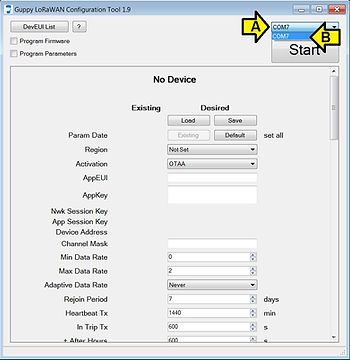 Guppy LoRaWAN Configuration Tool 1.9
DevEUI List
?
A
COM7
COM7
B
Program Firmware
Program Parameters
Start
No Device
Existing Desired
Load Save
Param Date Existing Default set all
Region Not Set
Activation OTAA
AppEUI
AppKey
Nwk Session Key
App Session Key
Device Address
Channel Mask
Min Data Rate 0
Max Data Rate 2
Adaptive Data Rate Never
Rejoin Period 7 days
Heartbeat Tx 1440 min
In Trip Tx 600 s
+ After Hours 600 s